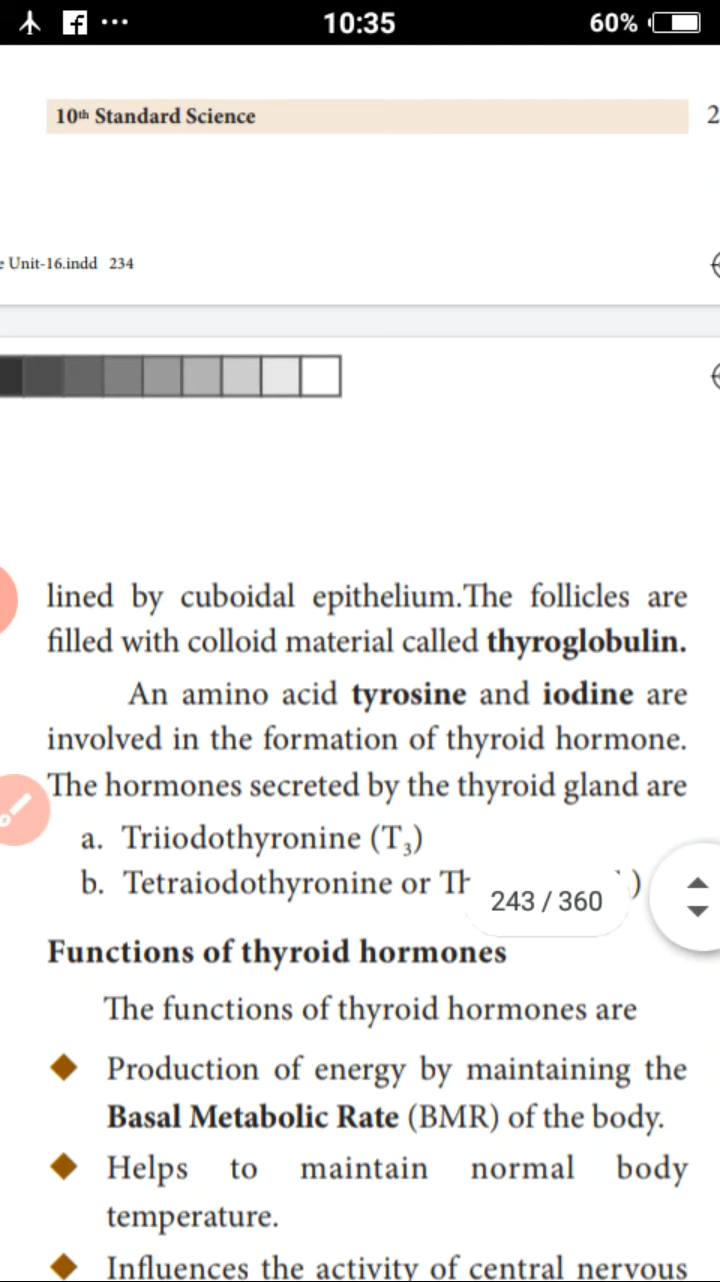 10:35
60%
10th Standard Science
2
Unit-16.indd 234
lined by cuboidal epithelium.The follicles are
filled with colloid material called thyroglobulin.
An amino acid tyrosine and iodine are
involved in the formation of thyroid hormone.
The hormones secreted by the thyroid gland are
a. Triiodothyronine (T3)
b. Tetraiodothyronine or )
243 / 360
Functions of thyroid hormones
The functions of thyroid hormones are
Production of energy by maintaining the
Basal Metabolic Rate (BMR) of the body.
Helps to maintain normal body
temperature.
Influences the activity of central nervous